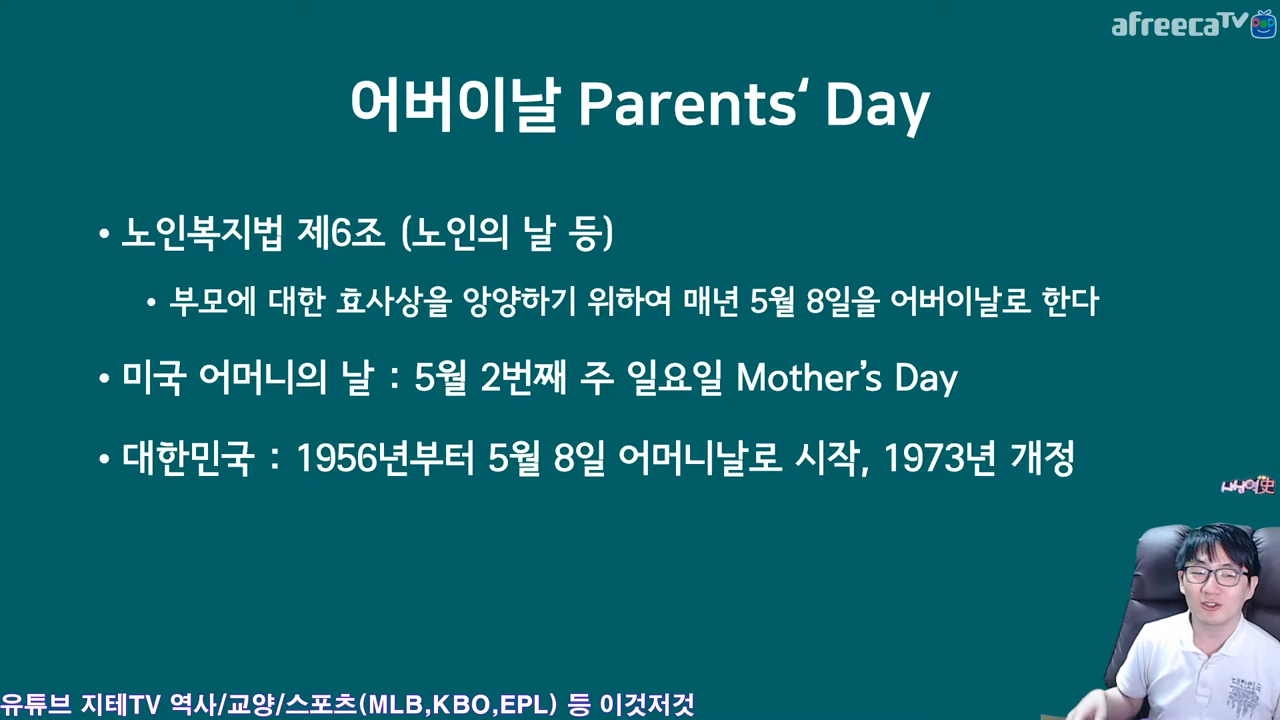 afreecaTV
어버이날 Parents‘ Day
• 노인복지법 제6조 (노인의 날 등)
• 부모에 대한 효사상을 앙양하기 위하여 매년 5월 8일을 어버이날로 한다
• 미국 어머니의 날 : 5월 2번째 주 일요일 Mother’s Day
• 대한민국 : 1956년부터 5월 8일 어머니날로 시작, 1973년 개정
유튜브 지테TV 역사/교양/스포츠(MLB,KBO,EPL) 등 이것저것